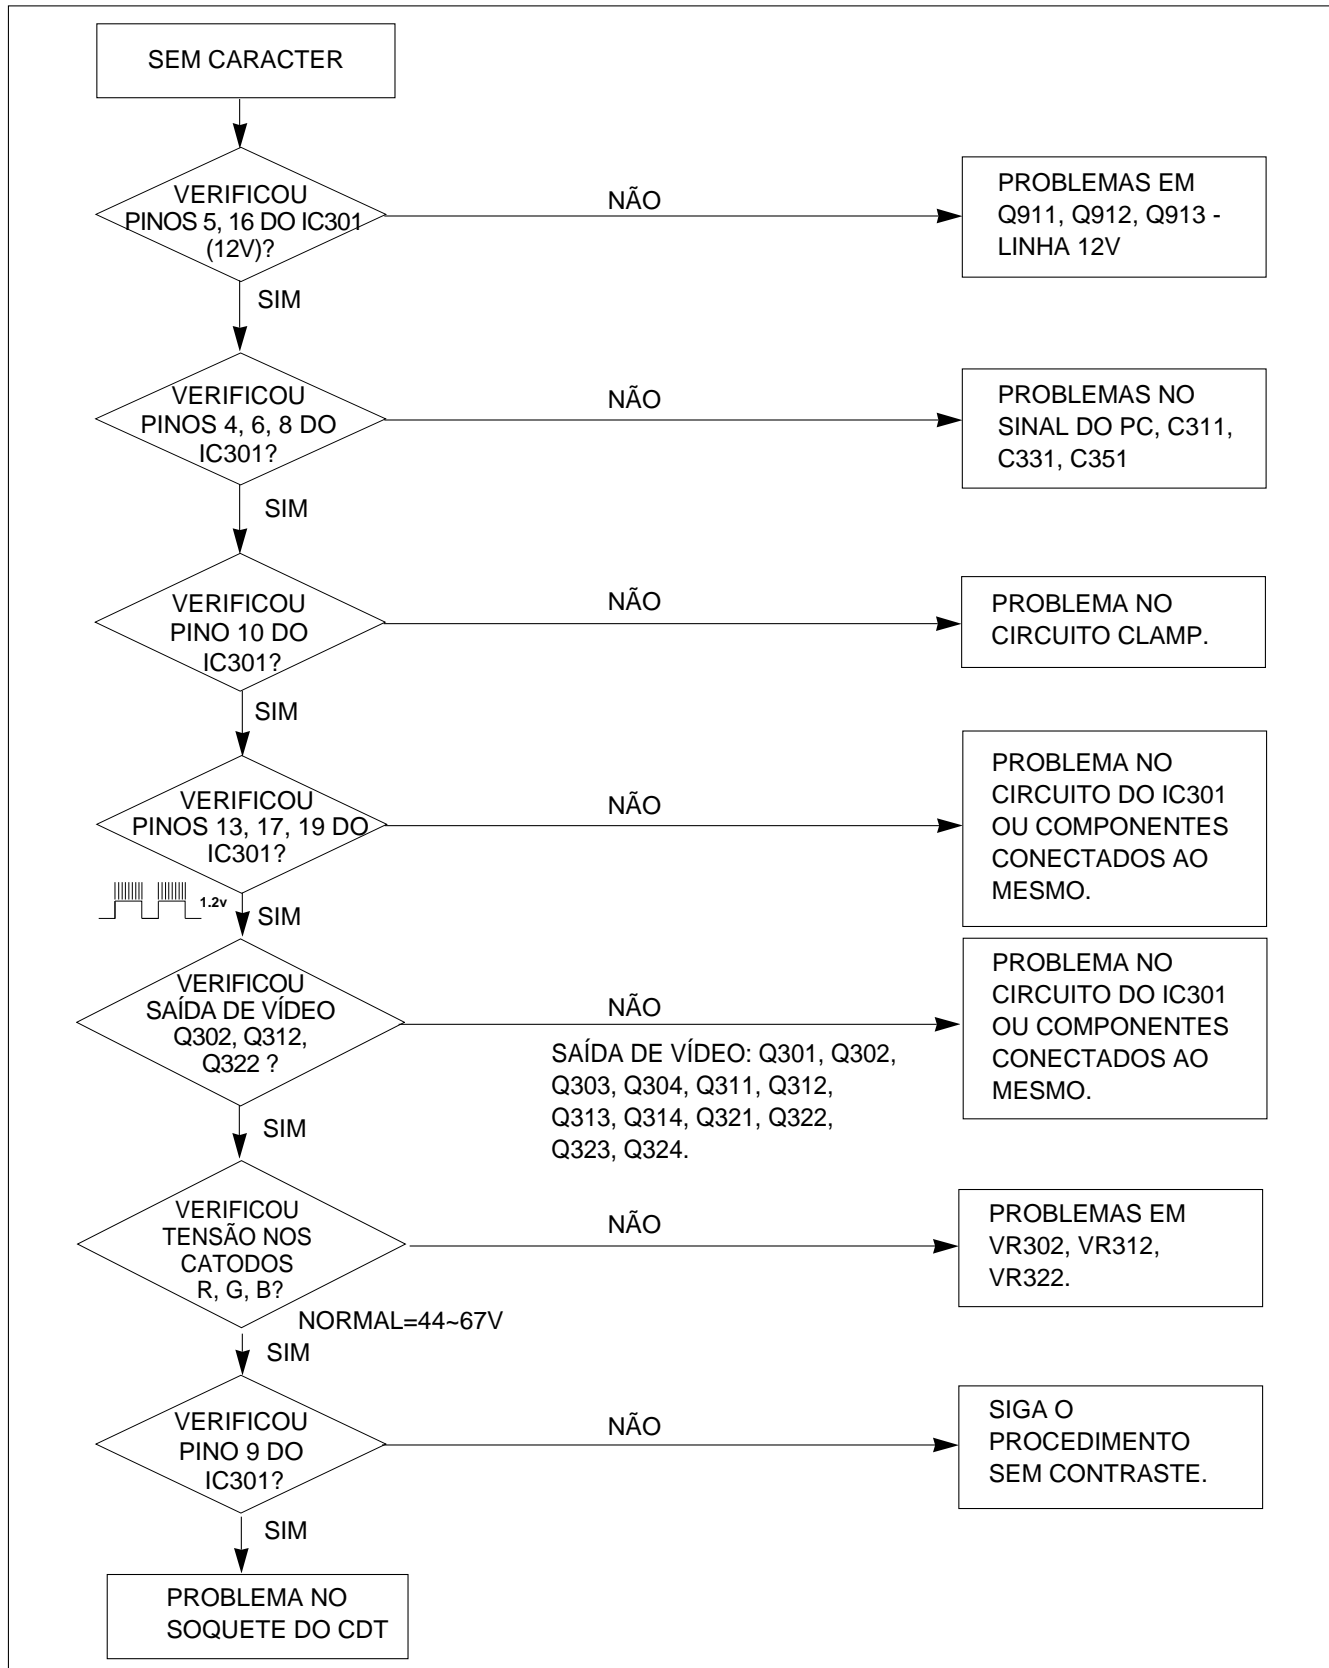 SEM CARACTER
VERIFICOU
PINOS 5, 16 DO IC301
(12V)?
NÃO
PROBLEMAS EM
Q911, Q912, Q913 -
LINHA 12V
SIM
VERIFICOU
PINOS 4, 6, 8 DO
IC301?
NÃO
PROBLEMAS NO
SINAL DO PC, C311,
C331, C351
SIM
VERIFICOU
PINO 10 DO
IC301?
NÃO
PROBLEMA NO
CIRCUITO CLAMP.
SIM
VERIFICOU
PINOS 13, 17, 19 DO
IC301?
NÃO
PROBLEMA NO
CIRCUITO DO IC301
OU COMPONENTES
CONECTADOS AO
MESMO.
1.2v
SIM
VERIFICOU
SAÍDA DE VÍDEO
Q302, Q312,
Q322 ?
NÃO
SAÍDA DE VÍDEO: Q301, Q302,
Q303, Q304, Q311, Q312,
Q313, Q314, Q321, Q322,
Q323, Q324.
PROBLEMA NO
CIRCUITO DO IC301
OU COMPONENTES
CONECTADOS AO
MESMO.
SIM
VERIFICOU
TENSÃO NOS
CATODOS
R, G, B?
NÃO
PROBLEMAS EM
VR302, VR312,
VR322.
NORMAL=44~67V
SIM
VERIFICOU
PINO 9 DO
IC301?
NÃO
SIGA O
PROCEDIMENTO
SEM CONTRASTE.
SIM
PROBLEMA NO
SOQUETE DO CDT